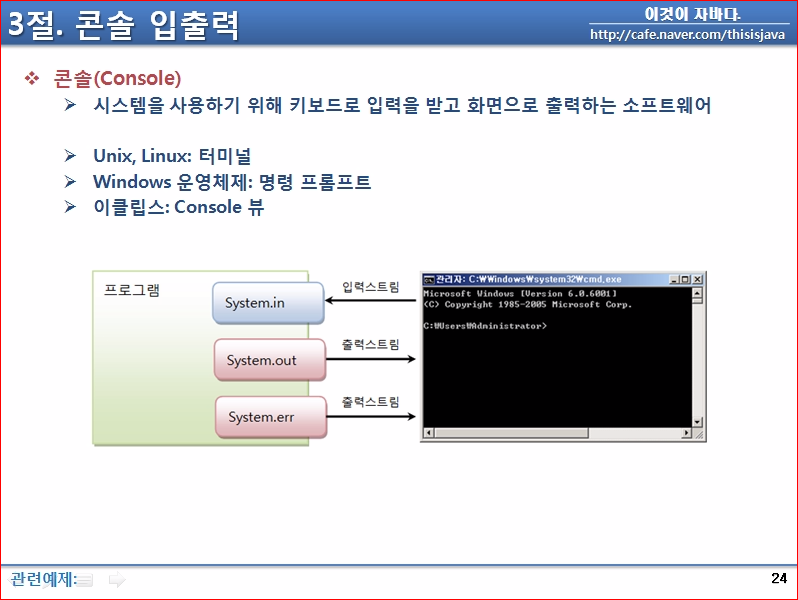 3절. 콘솔 입출력
이것이 자바다.
http://cafe.naver.com/thisisjava
콘솔(Console)
시스템을 사용하기 위해 키보드로 입력을 받고 화면으로 출력하는 소프트웨어
Unix, Linux: 터미널
Windows 운영체제: 명령 프롬프트
이클립스: Console 뷰
프로그램
System.in
입력스트림
System.out
출력스트림
System.err
출력스트림
관리자: C:₩Windows₩system32₩cmd.exe
Microsoft Windows [Version 6.0.6001]
(C) Copyright 1985-2005 Microsoft Corp.
C:₩Users₩Administrator>
관련예제:
24